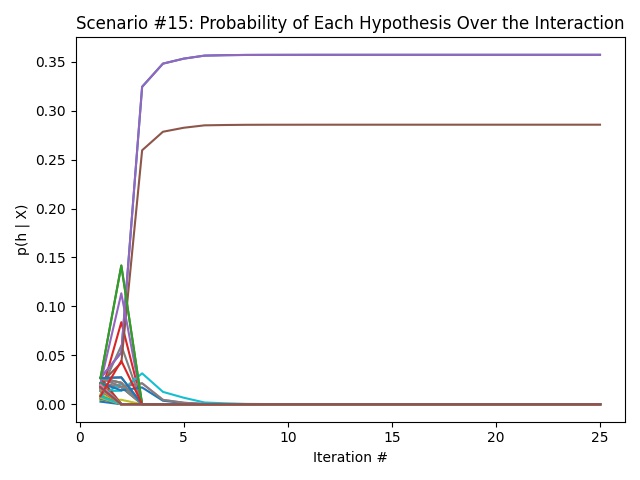 Scenario #15: Probability of Each Hypothesis Over the Interaction
0.35
0.30
0.25
0.20
0.15
0.10
0.05
0.00
p(h | X)
0 5 10 15 20 25
Iteration #